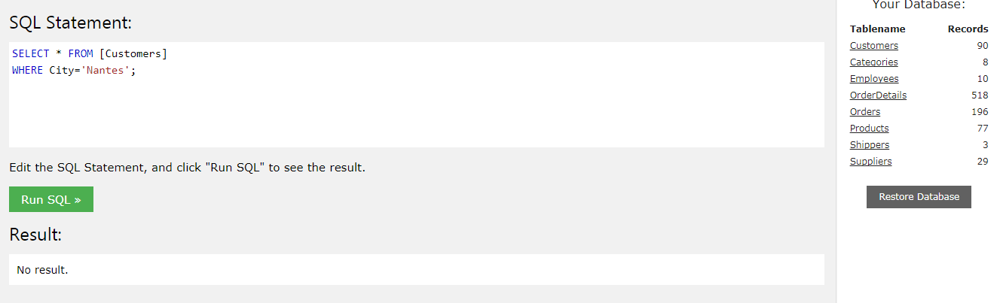 SQL Statement:
SELECT * FROM [Customers]
WHERE City='Nantes';
Edit the SQL Statement, and click "Run SQL" to see the result.
Run SQL »
Result:
No result.
Your Database:
Tablename Records
Customers 90
Categories 8
Employees 10
OrderDetails 518
Orders 196
Products 77
Shippers 3
Suppliers 29
Restore Database